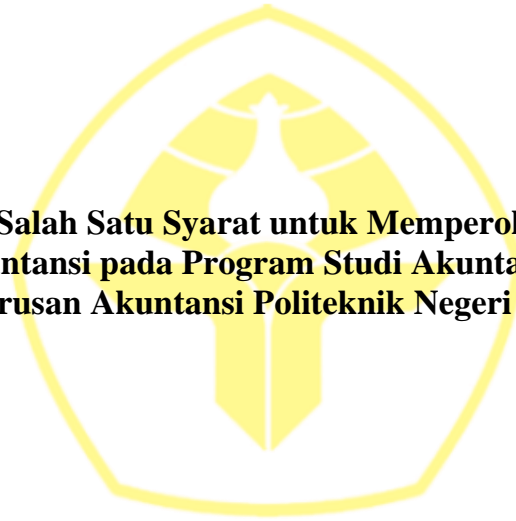 Salah Satu Syarat untuk Memperol
ntansi pada Program Studi Akunta
rusan Akuntansi Politeknik Negeri